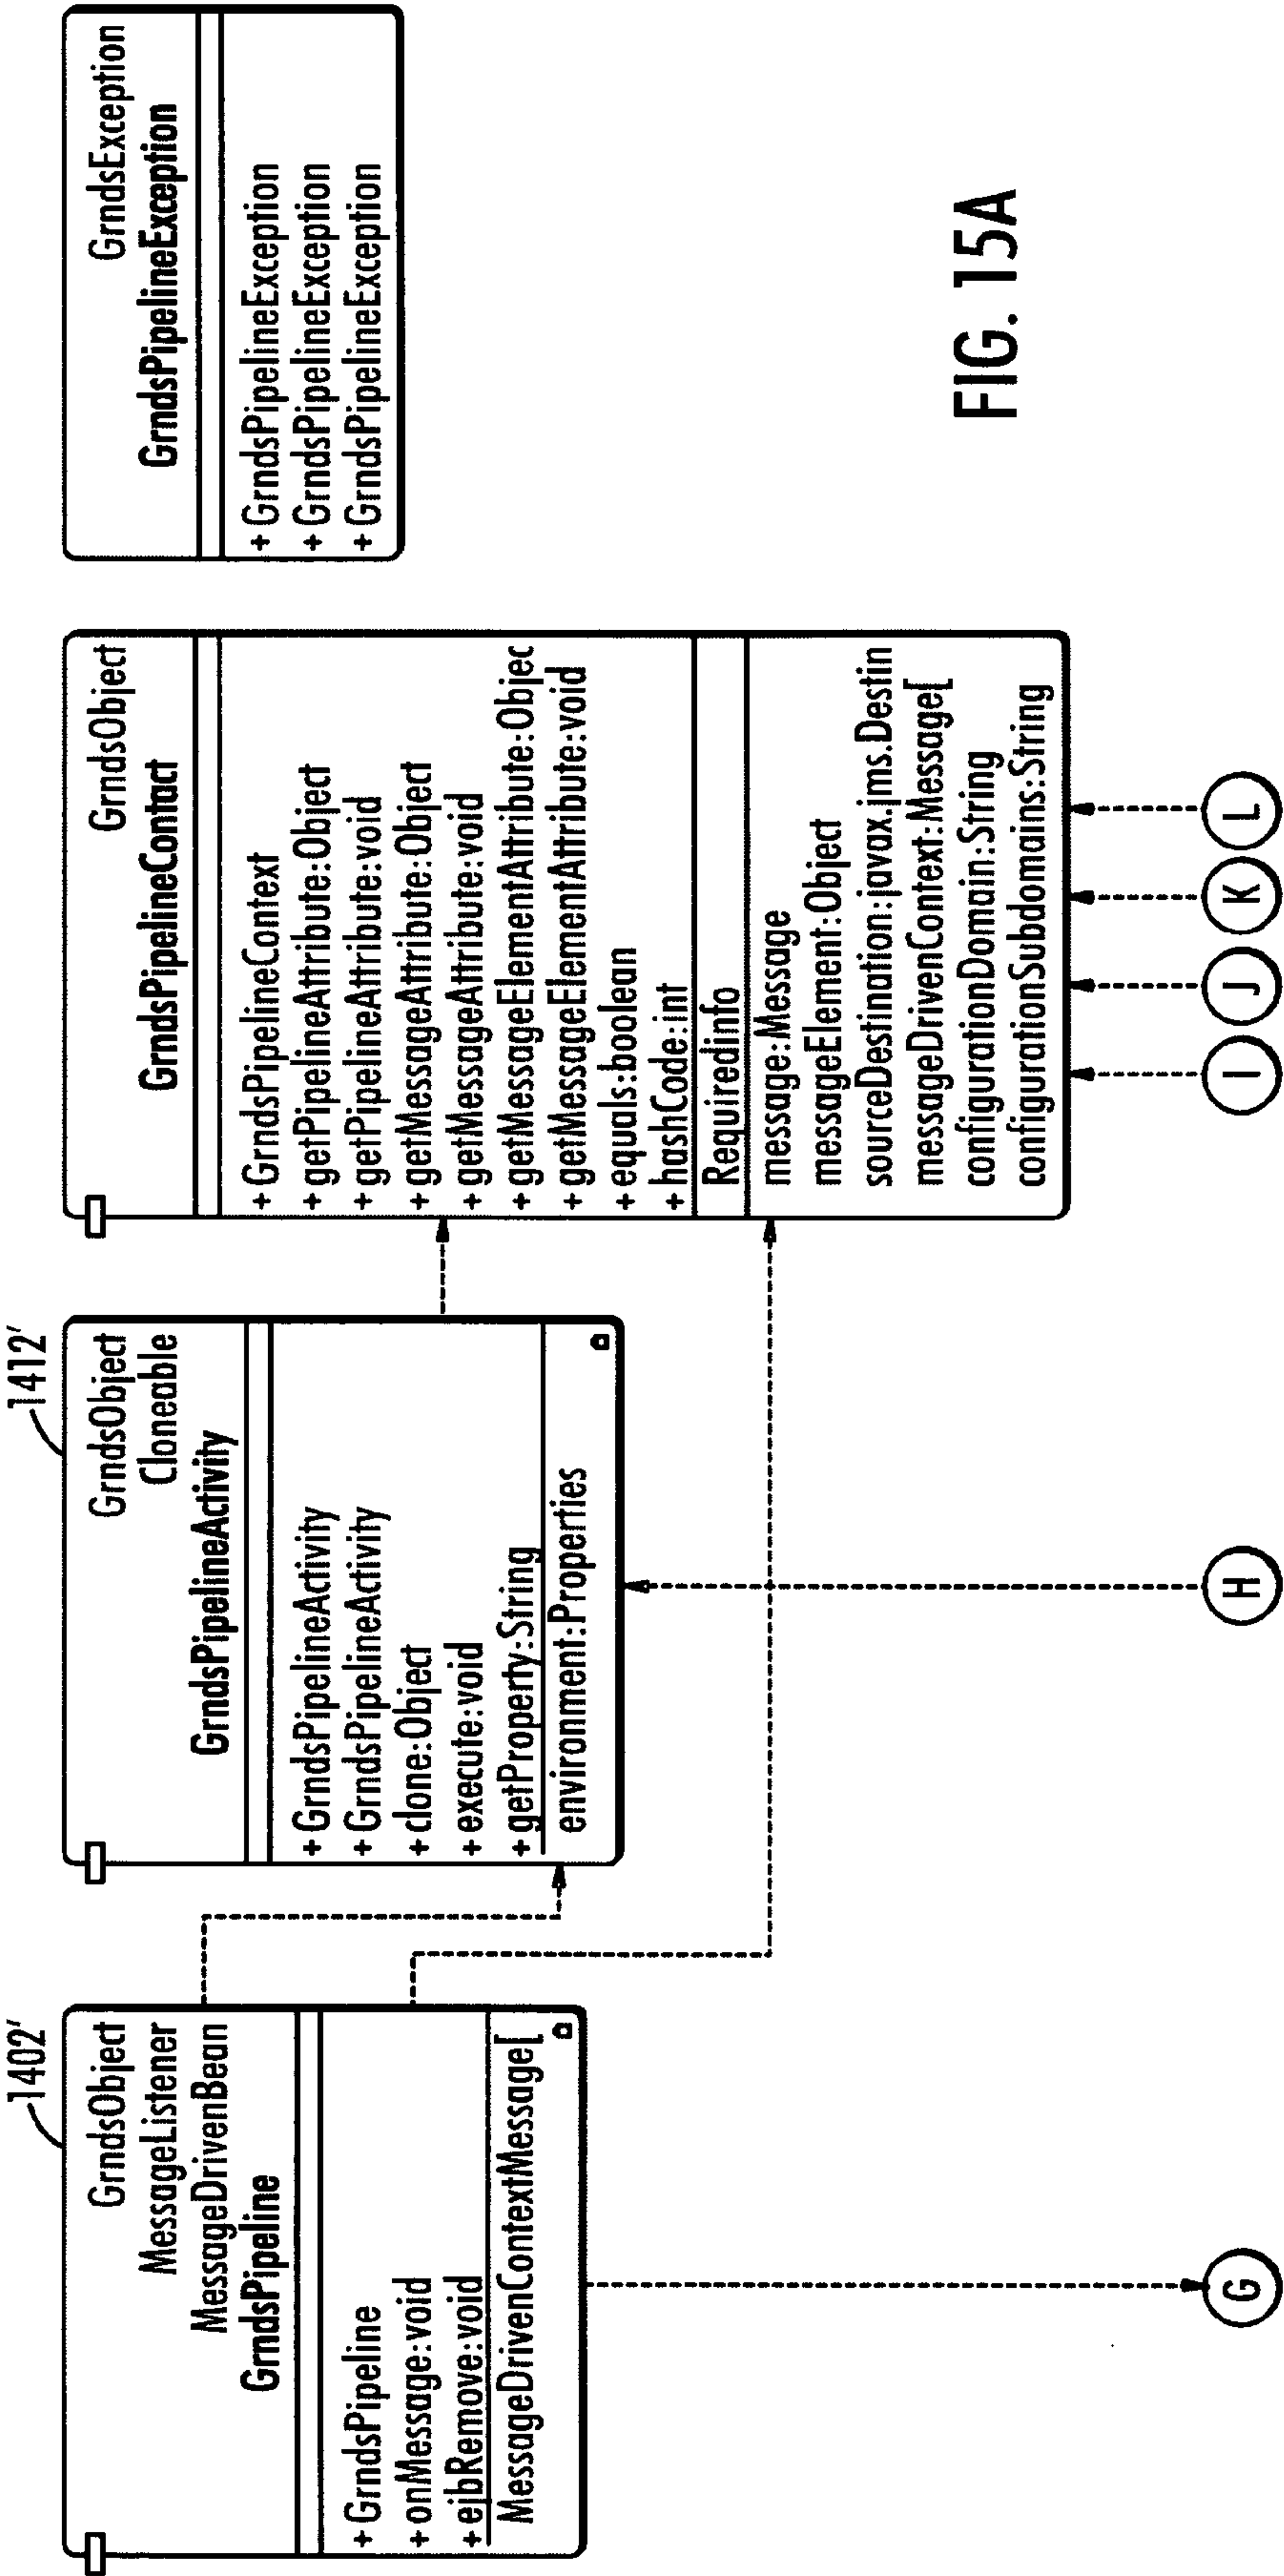 1402'
GrndsObject
MessageListener
MessageDrivenBean
GrndsPipeline
+GrndsPipeline
+onMessage:void
+ejbRemove:void
MessageDrivenContextMessage[
1412'
GrndsObject
Cloneable
GrndsPipelineActivity
+GrndsPipelineActivity
+GrndsPipelineActivity
+clone:Object
+execute:void
+getProperty:String
environment:Properties
GrndsObject
GrndsPipelineContact
+GrndsPipelineContext
+getPipelineAttribute:Object
+getPipelineAttribute:void
+getMessageAttribute:Object
+getMessageAttribute:void
+getMessageElementAttribute:Objec
+getMessageElementAttribute:void
+equals:boolean
+hashCode:int
Requiredinfo
message:Message
messageElement:Object
sourceDestination:javax.jms.Destin
messageDrivenContext:Message[
configurationDomain:String
configurationSubdomains:String
GrndsException
GrndsPipelineException
+GrndsPipelineException
+GrndsPipelineException
+GrndsPipelineException
G
H
I
J
K
L
FIG. 15A